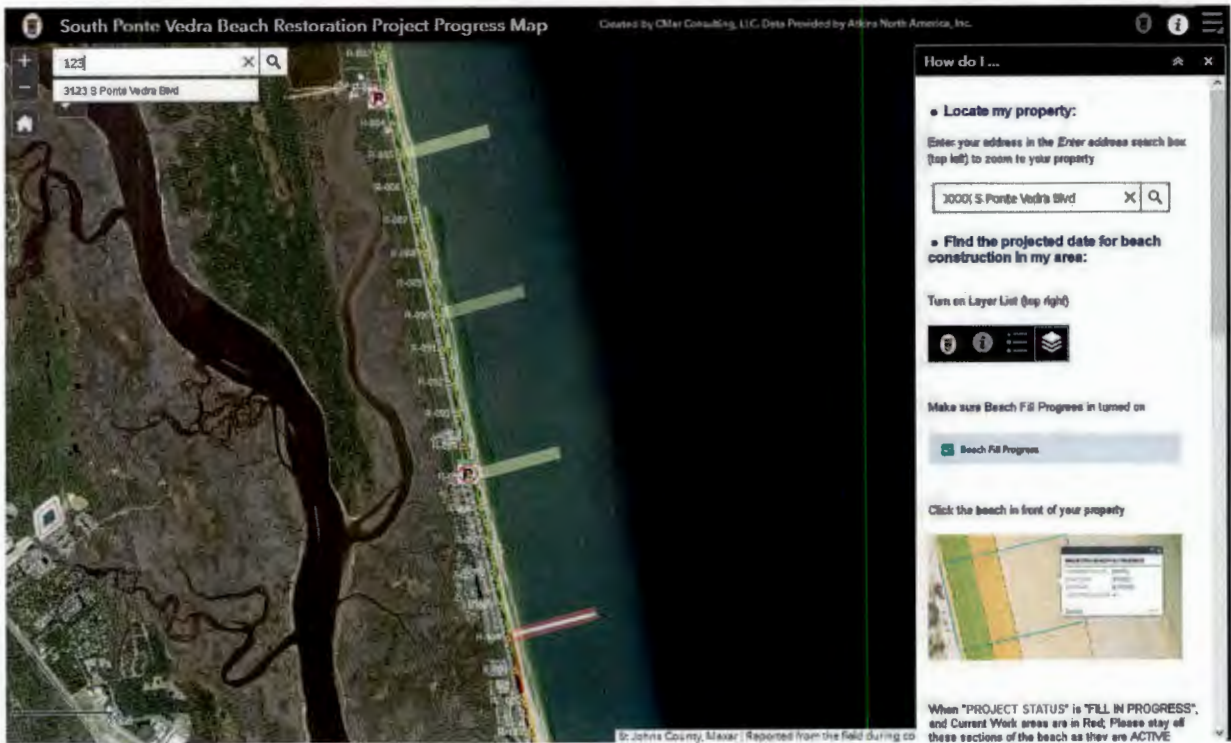 South Ponte Vedra Beach Restoration Project Progress Map
Created by CMar Consulting, LLC. Data Provided by Atkins North America, Inc.
123
3123 S Ponte Vedra Blvd
R-084
R-085
R-086
R-087
R-090
R-091
P
P
How do I ...
• Locate my property:
Enter your address in the Enter address search box
(top left) to zoom to your property
S Ponte Vedra Blvd
• Find the projected date for beach
construction in my area:
Turn on Layer List (top right)
Make sure Beach Fill Progress in turned on
Beach Fill Progress
Click the beach in front of your property
When "PROJECT STATUS" is "FILL IN PROGRESS",
and Current Work areas are in Red; Please stay off
these sections of the beach as they are ACTIVE
St Johns County, Maxar | Reported from the field during co